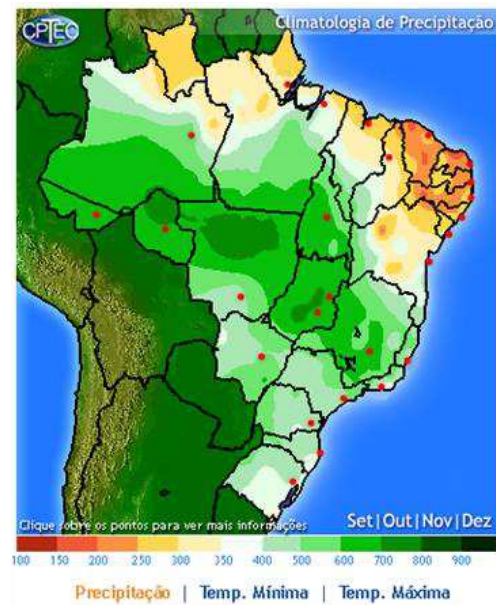 CPTEC
Climatologia de Precipitação
Clique sobre os pontos para ver mais informações
Set | Out | Nov | Dez
100 150 200 250 300 400 500 600 700 800 900
Precipitação | Temp. Mínima | Temp. Máxima